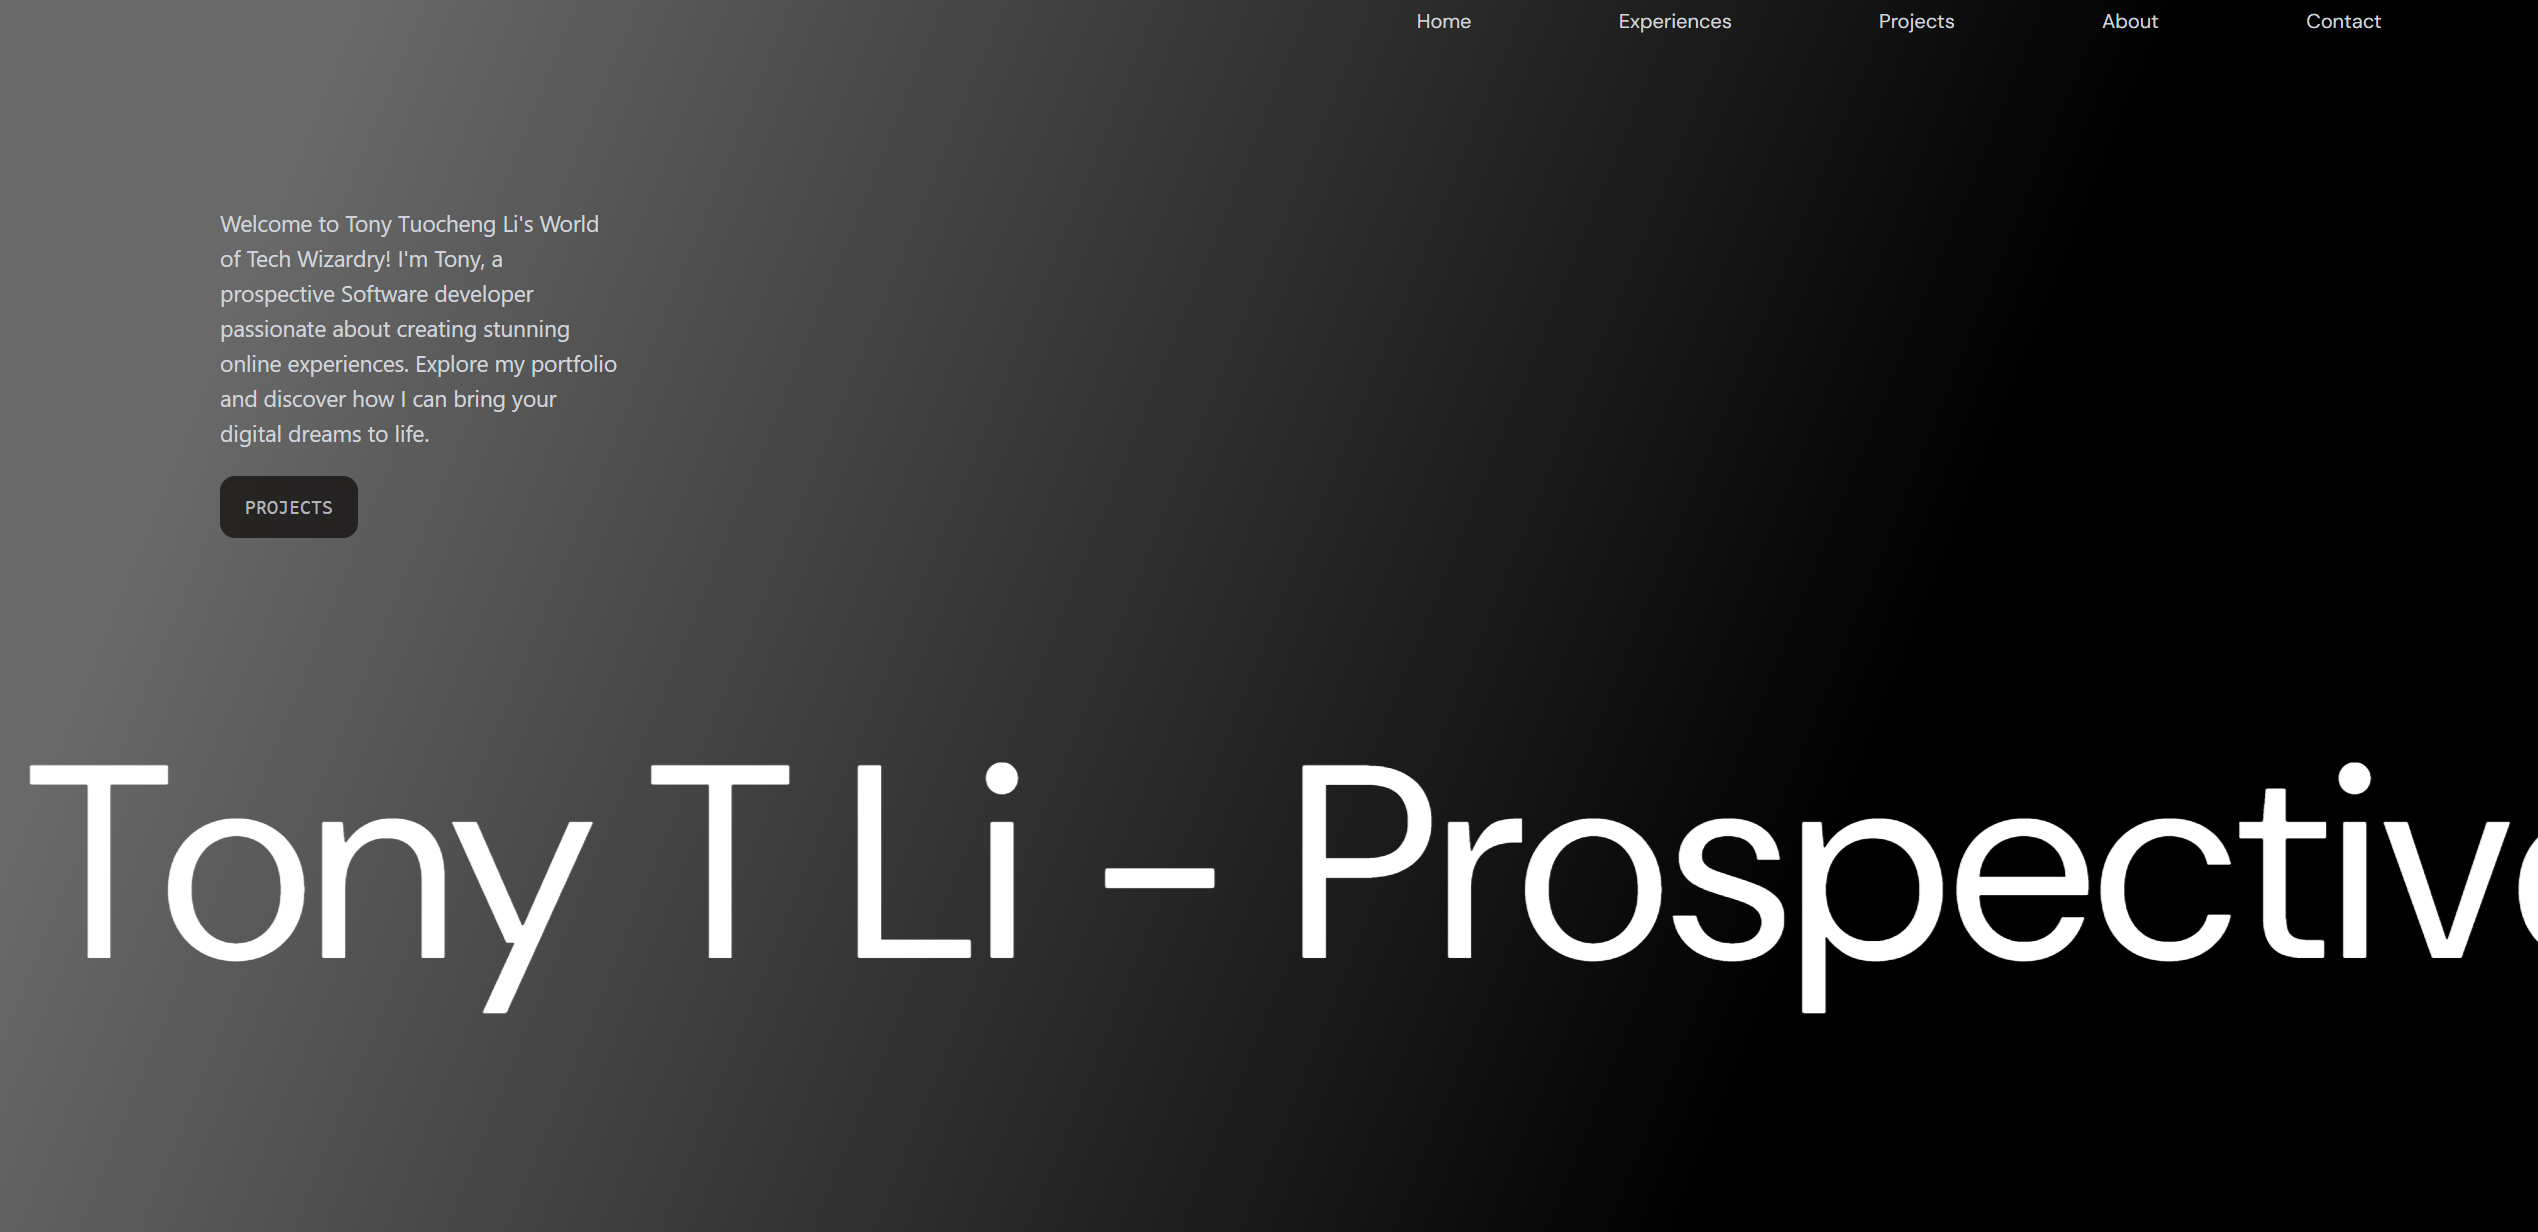 Home Experiences Projects About Contact
Welcome to Tony Tuocheng Li's World
of Tech Wizardry! I'm Tony, a
prospective Software developer
passionate about creating stunning
online experiences. Explore my portfolio
and discover how I can bring your
digital dreams to life.
PROJECTS
Tony T Li – Prospective